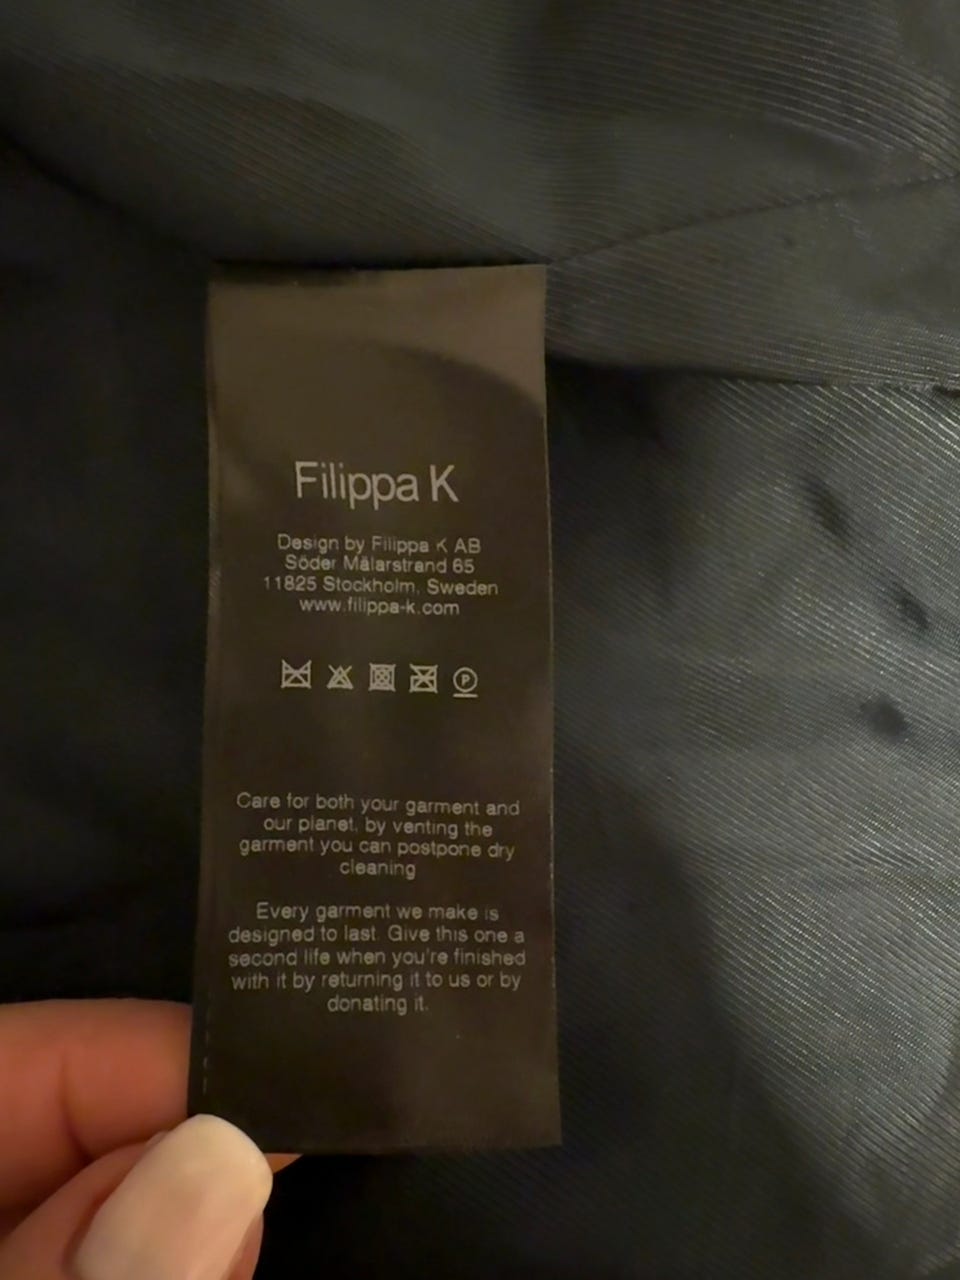 Filippa K
Design by Filippa K AB
Söder Mälarstrand 65
11825 Stockholm, Sweden
www.filippa-k.com
P
Care for both your garment and
our planet, by venting the
garment you can postpone dry
cleaning
Every garment we make is
designed to last. Give this one a
second life when you're finished
with it by returning it to us or by
donating it.